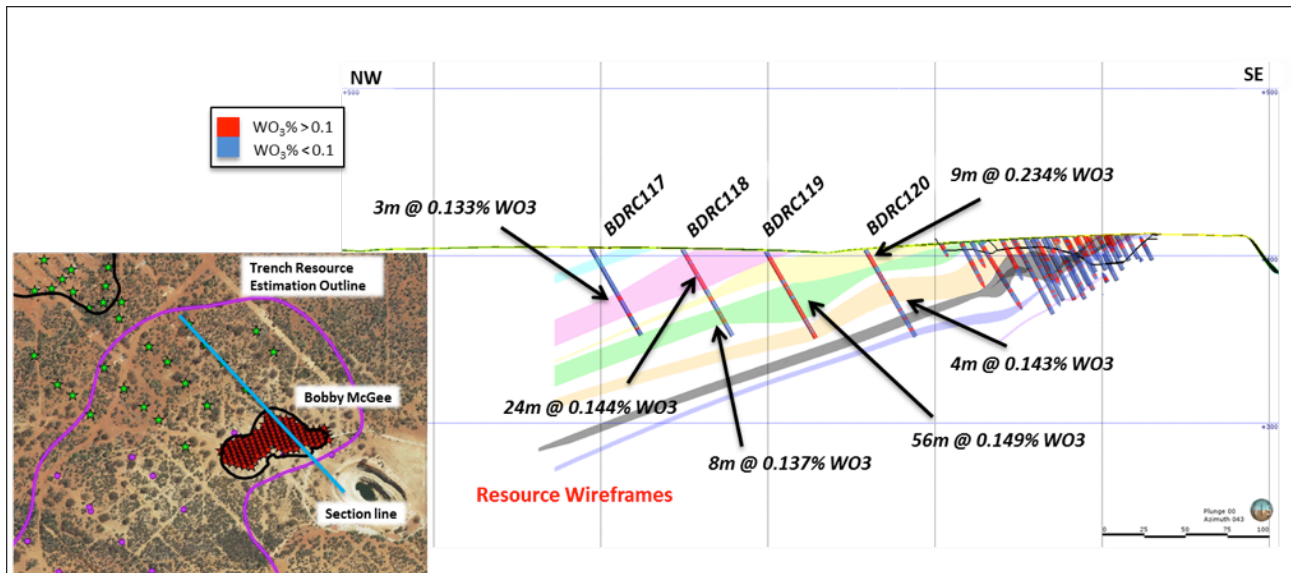 NW
SE
+500
+500
WO3% > 0.1
WO3% < 0.1
BDRC117
BDRC118
BDRC119
BDRC120
9m @ 0.234% WO3
3m @ 0.133% WO3
Trench Resource
Estimation Outline
Bobby McGee
4m @ 0.143% WO3
24m @ 0.144% WO3
56m @ 0.149% WO3
8m @ 0.137% WO3
Resource Wireframes
Section line
Plunge 00
Azimuth 043
0 25 50 75 100